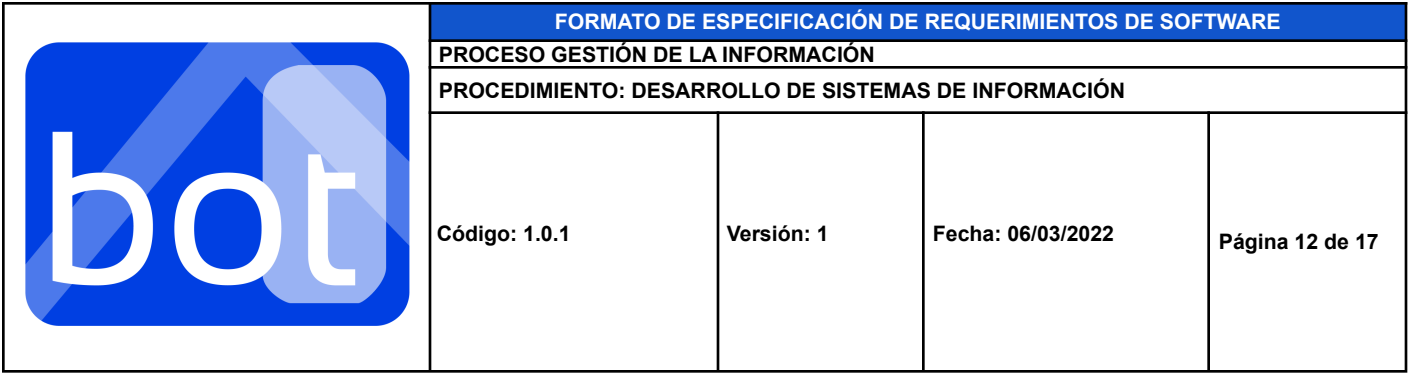 bot
FORMATO DE ESPECIFICACIÓN DE REQUERIMIENTOS DE SOFTWARE
PROCESO GESTIÓN DE LA INFORMACIÓN
PROCEDIMIENTO: DESARROLLO DE SISTEMAS DE INFORMACIÓN
Código: 1.0.1
Versión: 1
Fecha: 06/03/2022
Página 12 de 17